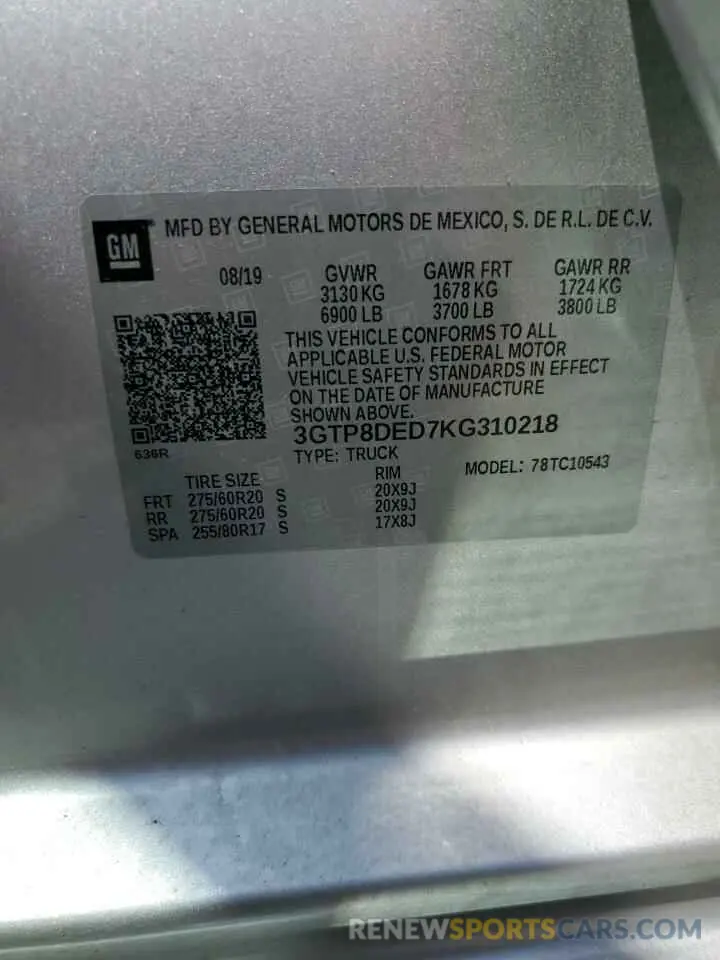 GM
MFD BY GENERAL MOTORS DE MEXICO, S. DE R.L. DE C.V.
08/19 GVWR GAWR FRT GAWR RR
3130 KG 1678 KG 1724 KG
6900 LB 3700 LB 3800 LB
THIS VEHICLE CONFORMS TO ALL
APPLICABLE U.S. FEDERAL MOTOR
VEHICLE SAFETY STANDARDS IN EFFECT
ON THE DATE OF MANUFACTURE
SHOWN ABOVE.
3GTP8DED7KG310218
636R
TYPE: TRUCK MODEL: 78TC10543
TIRE SIZE RIM
FRT 275/60R20 S 20X9J
RR 275/60R20 S 20X9J
SPA 255/80R17 S 17X8J
RENEWSPORTSCARS.COM